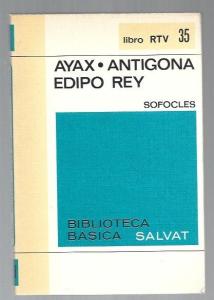 libro RTV 35
AYAX • ANTIGONA
EDIPO REY
SOFOCLES
BIBLIOTECA
BASICA SALVAT